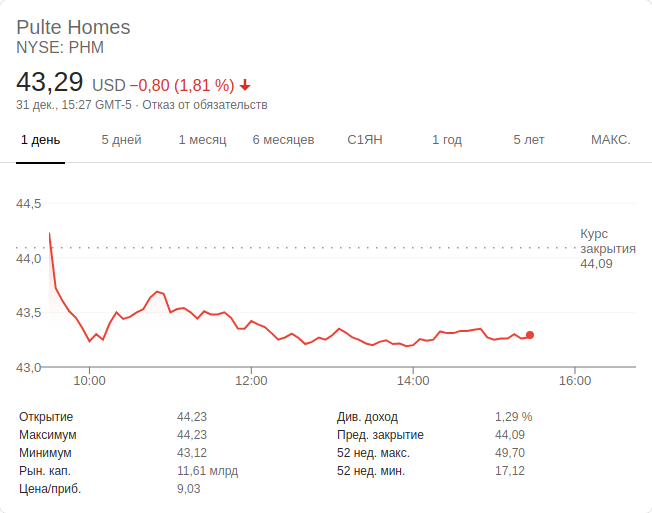 Pulte Homes
NYSE: PHM
43,29 USD −0,80 (1,81 %)
31 дек., 15:27 GMT-5 · Отказ от обязательств
1 день 5 дней 1 месяц 6 месяцев С1ЯН 1 год 5 лет МАКС.
44,5
Курс
закрытия
44,09
44,0
43,5
43,0
10:00 12:00 14:00 16:00
Открытие 44,23 Див. доход 1,29 %
Максимум 44,23 Пред. закрытие 44,09
Минимум 43,12 52 нед. макс. 49,70
Рын. кап. 11,61 млрд 52 нед. мин. 17,12
Цена/приб. 9,03